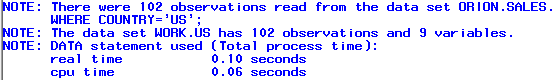 NOTE: There were 102 observations read from the data set ORION.SALES.
WHERE COUNTRY='US';
NOTE: The data set WORK.US has 102 observations and 9 variables.
NOTE: DATA statement used (Total process time):
real time 0.10 seconds
cpu time 0.06 seconds